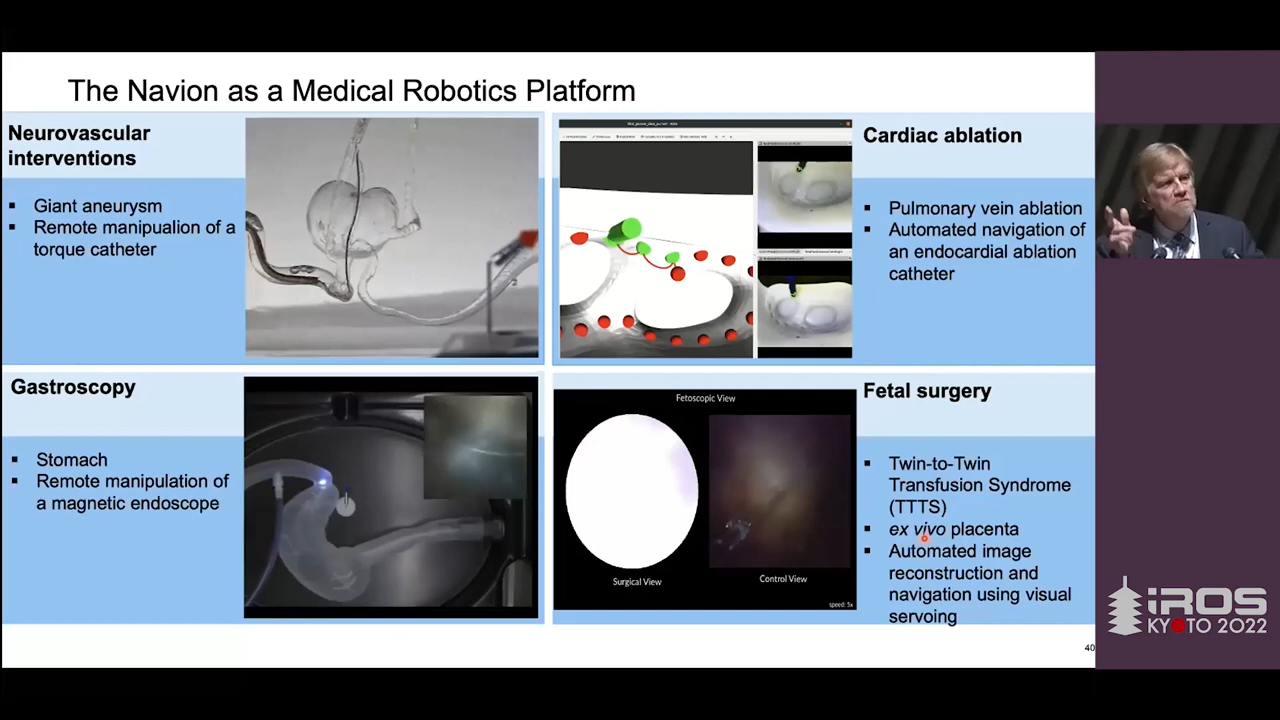 The Navion as a Medical Robotics Platform
Neurovascular
interventions
▪ Giant aneurysm
▪ Remote manipualion of a
torque catheter
Cardiac ablation
▪ Pulmonary vein ablation
▪ Automated navigation of
an endocardial ablation
catheter
Gastroscopy
▪ Stomach
▪ Remote manipulation of
a magnetic endoscope
Fetoscopic View
Surgical View
Control View
speed: 5x
Fetal surgery
▪ Twin-to-Twin
Transfusion Syndrome
(TTTS)
▪ ex vivo placenta
▪ Automated image
reconstruction and
navigation using visual
servoing
40
iROS
KYOTO 2022